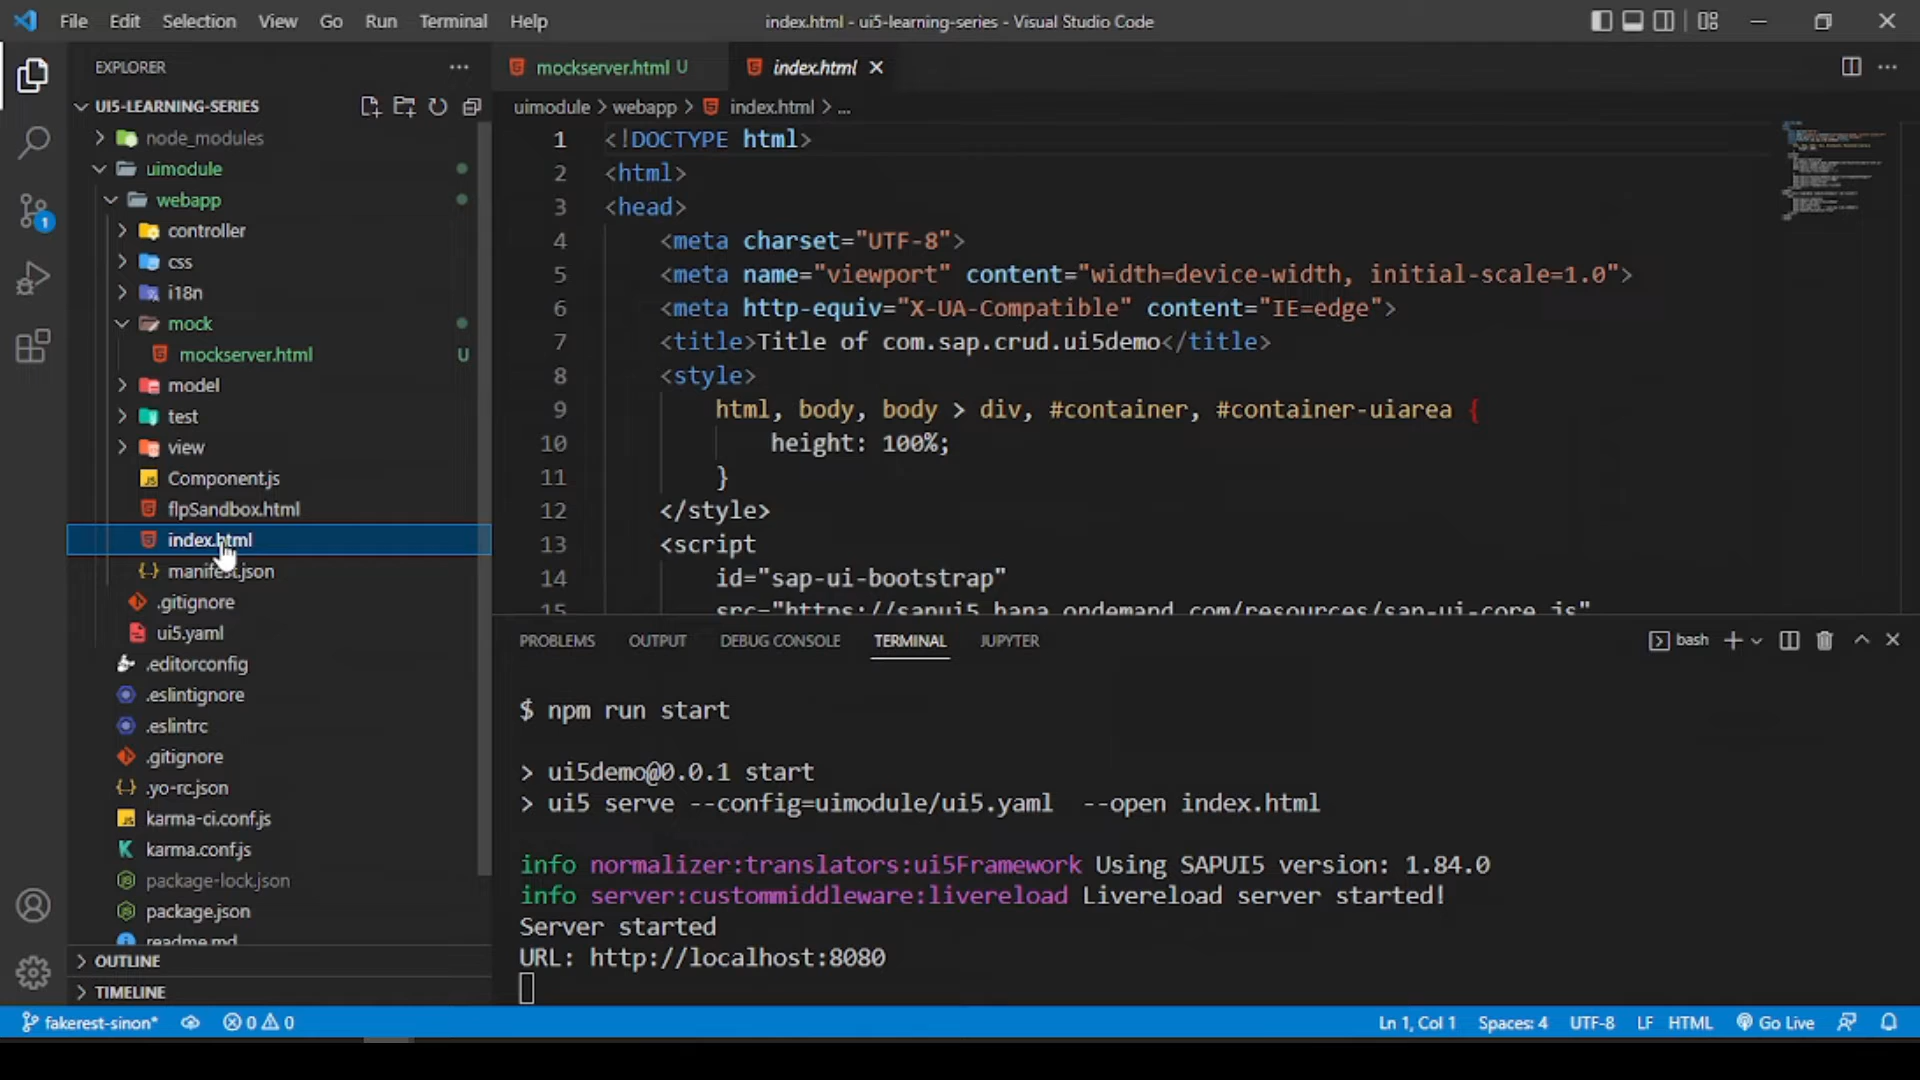 File Edit Selection View Go Run Terminal Help
index.html - ui5-learning-series - Visual Studio Code
EXPLORER
UI5-LEARNING-SERIES
node_modules
uimodule
webapp
controller
css
i18n
mock
mockserver.html U
model
test
view
Component.js
flpSandbox.html
index.html
manifest.json
.gitignore
ui5.yaml
.editorconfig
.eslintignore
.eslintrc
.gitignore
.yo-rc.json
karma-ci.conf.js
karma.conf.js
package-lock.json
package.json
readme.md
OUTLINE
TIMELINE
1
mockserver.html U index.html
uimodule > webapp > index.html > ...
1 <!DOCTYPE html>
2 <html>
3 <head>
4 <meta charset="UTF-8">
5 <meta name="viewport" content="width=device-width, initial-scale=1.0">
6 <meta http-equiv="X-UA-Compatible" content="IE=edge">
7 <title>Title of com.sap.crud.ui5demo</title>
8 <style>
9 html, body, body > div, #container, #container-uiarea {
10 height: 100%;
11 }
12 </style>
13 <script
14 id="sap-ui-bootstrap"
15 src="https://sapui5.hana.ondemand.com/resources/sap-ui-core.js"
PROBLEMS OUTPUT DEBUG CONSOLE TERMINAL JUPYTER
bash
$ npm run start
> ui5demo@0.0.1 start
> ui5 serve --config=uimodule/ui5.yaml --open index.html
info normalizer:translators:ui5Framework Using SAPUI5 version: 1.84.0
info server:custommiddleware:livereload Livereload server started!
Server started
URL: http://localhost:8080
fakerest-sinon* 0 0
Ln 1, Col 1 Spaces: 4 UTF-8 LF HTML Go Live